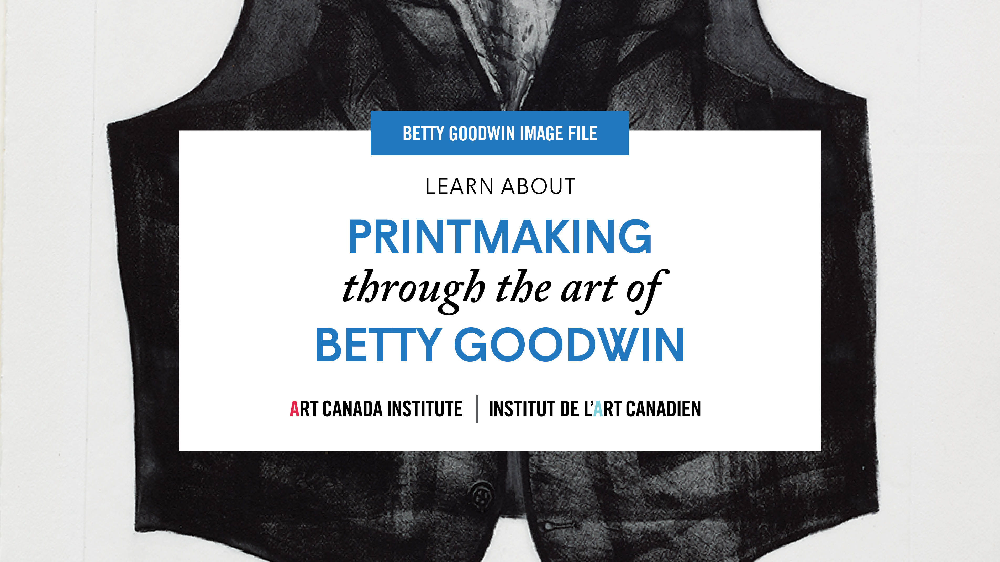 BETTY GOODWIN IMAGE FILE
LEARN ABOUT
PRINTMAKING
through the art of
BETTY GOODWIN
ART CANADA INSTITUTE | INSTITUT DE L’ART CANADIEN